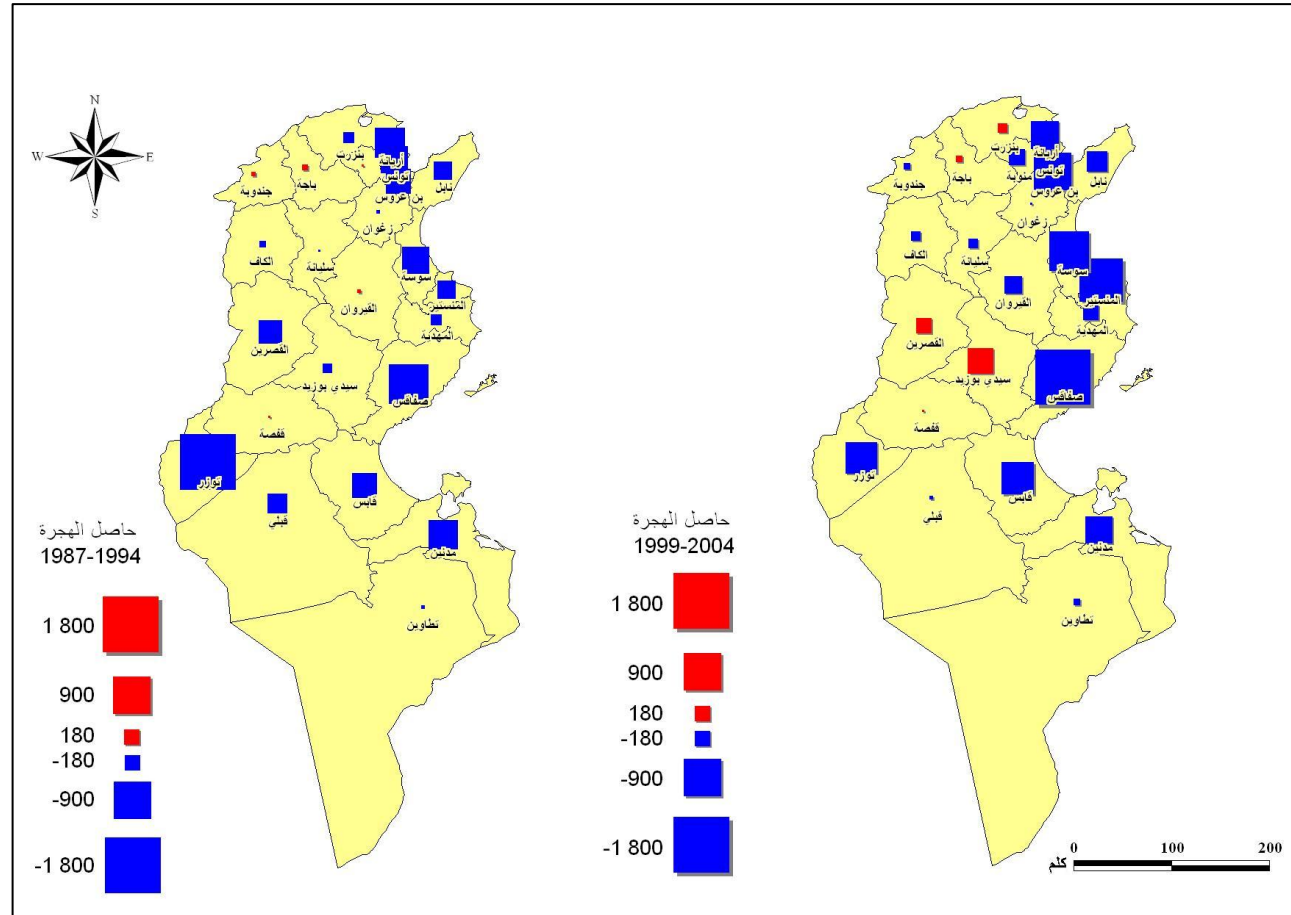 N
W
E
S
بنزرت
أريانة
تونس
بن عروس
نابل
باجة
جندوبة
زغوان
الكاف
سليانة
سوسة
المنستير
القيروان
المهدية
القصرين
سيدي بوزيد
صفاقس
قفصة
توزر
قابس
قبلي
مدنين
تطاوين
حاصل الهجرة
1987-1994
1 800
900
180
-180
-900
-1 800
بنزرت
أريانة
منوبة
تونس
بن عروس
نابل
باجة
جندوبة
زغوان
الكاف
سليانة
سوسة
المنستير
القيروان
المهدية
القصرين
سيدي بوزيد
صفاقس
قفصة
توزر
قابس
قبلي
مدنين
تطاوين
حاصل الهجرة
1999-2004
1 800
900
180
-180
-900
-1 800
0 100 200
كلم